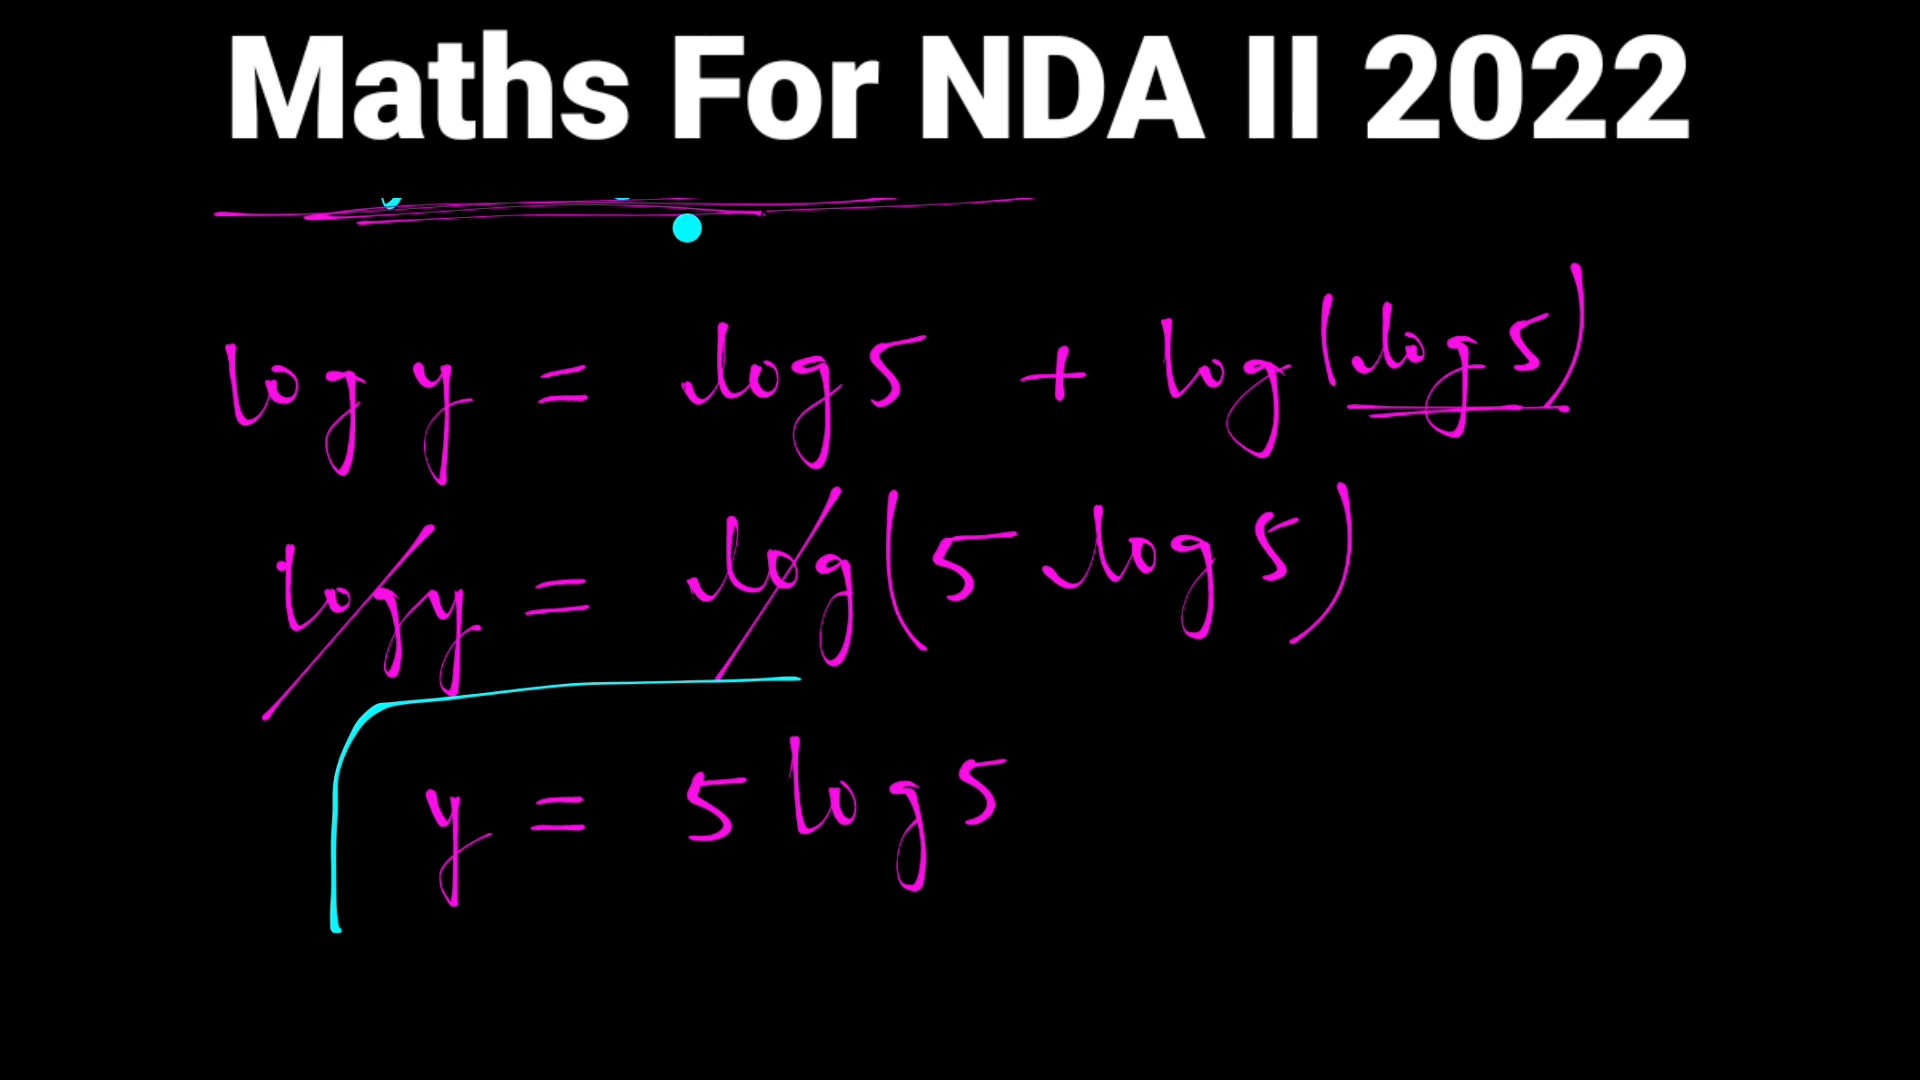 Maths For NDA II 2022
log y = log 5 + log (log 5)
log y = log (5 log 5)
y = 5 log 5